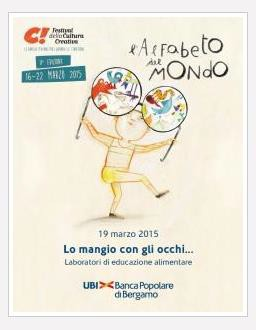 C! Festival
della Cultura
Creativa
IIª EDIZIONE
16-22 MARZO 2015
l'Alfabeto
del
MONDO
19 marzo 2015
Lo mangio con gli occhi...
Laboratori di educazione alimentare
UBI Banca Popolare
di Bergamo